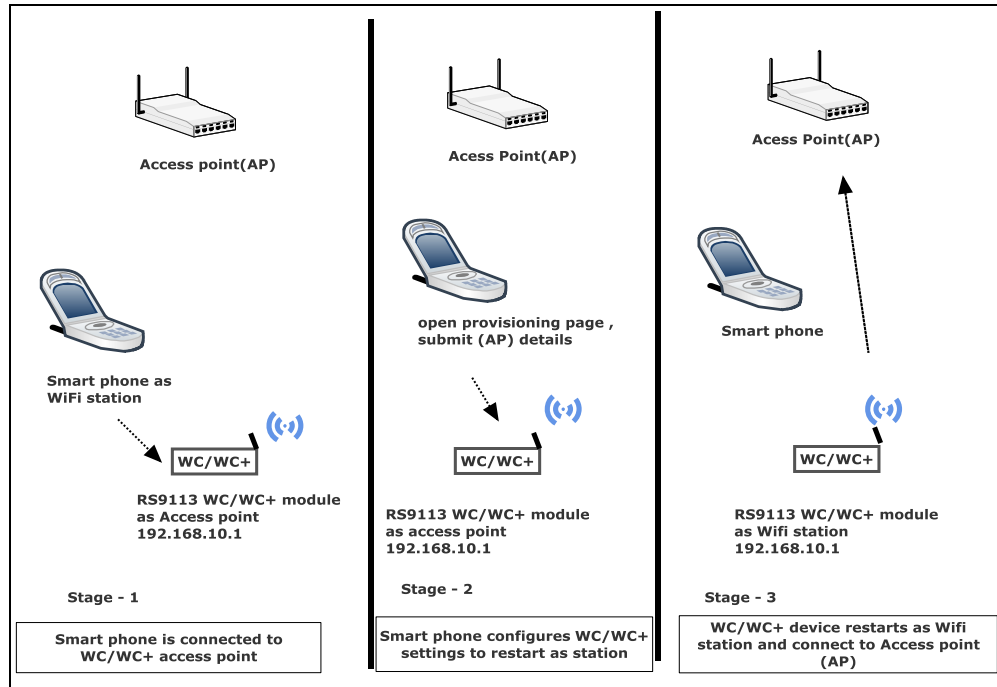 Access point(AP)
Smart phone as
WiFi station
WC/WC+
RS9113 WC/WC+ module
as Access point
192.168.10.1
Stage - 1
Smart phone is connected to
WC/WC+ access point
Acess Point(AP)
open provisioning page ,
submit (AP) details
WC/WC+
RS9113 WC/WC+ module
as access point
192.168.10.1
Stage - 2
Smart phone configures WC/WC+
settings to restart as station
Acess Point(AP)
Smart phone
WC/WC+
RS9113 WC/WC+ module
as Wifi station
192.168.10.1
Stage - 3
WC/WC+ device restarts as Wifi
station and connect to Access point
(AP)